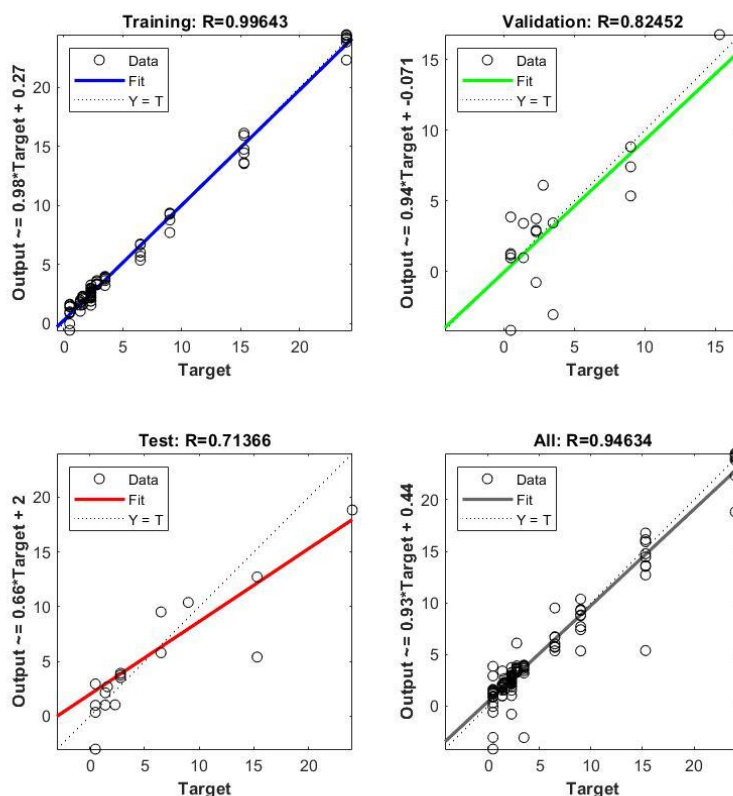 Training: R=0.99643
Data
Fit
Y = T
20
15
10
5
0
0
5
10
15
20
Target
Output ~= 0.98*Target + 0.27
Validation: R=0.82452
Data
Fit
Y = T
15
10
5
0
0
5
10
15
Target
Output ~= 0.94*Target + -0.071
Test: R=0.71366
Data
Fit
Y = T
20
15
10
5
0
0
5
10
15
20
Target
Output ~= 0.66*Target + 2
All: R=0.94634
Data
Fit
Y = T
20
15
10
5
0
0
5
10
15
20
Target
Output ~= 0.93*Target + 0.44